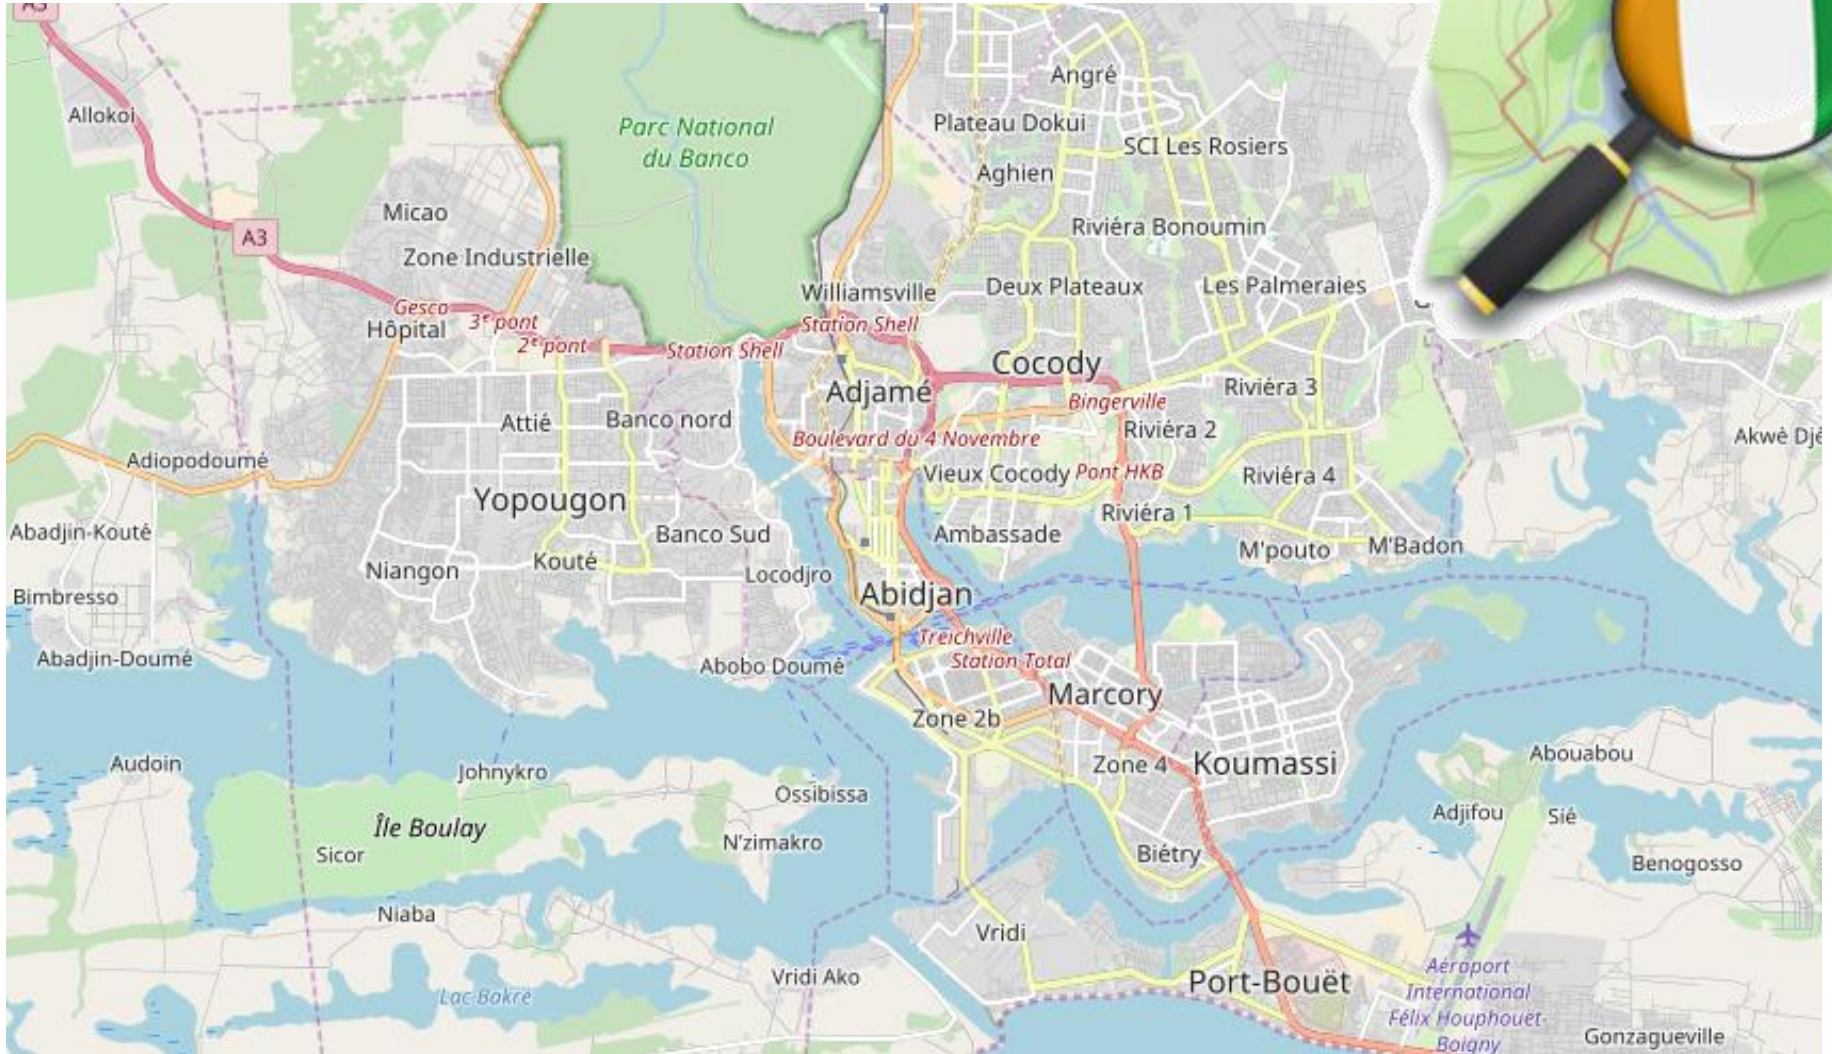 A3
Angré
Allokoi
Plateau Dokui
Parc National
du Banco
SCI Les Rosiers
Aghien
Micao
Riviéra Bonoumin
A3
Zone Industrielle
Williamsville
Deux Plateaux
Les Palmeraies
Gesco
3ᵉ pont
Station Shell
Hôpital
2ᵉ pont
Station Shell
Cocody
Adjamé
Riviéra 3
Bingerville
Attié
Banco nord
Riviéra 2
Boulevard du 4 Novembre
Adiopodoumé
Vieux Cocody
Pont HKB
Riviéra 4
Yopougon
Riviéra 1
Abadjin-Kouté
Banco Sud
Ambassade
M'pouto
M'Badon
Kouté
Niangon
Locodjro
Bimbresso
Abidjan
Treichville
Abadjin-Doumé
Abobo Doumé
Station Total
Marcory
Zone 2b
Abouabou
Audoin
Johnykro
Zone 4
Koumassi
Ossibissa
Adjifou
Sié
Île Boulay
N'zimakro
Sicor
Biétry
Benogosso
Niaba
Vridi
Vridi Ako
Port-Bouët
Aéroport
International
Félix Houphouët-
Boigny
Lac Bakré
Gonzagueville